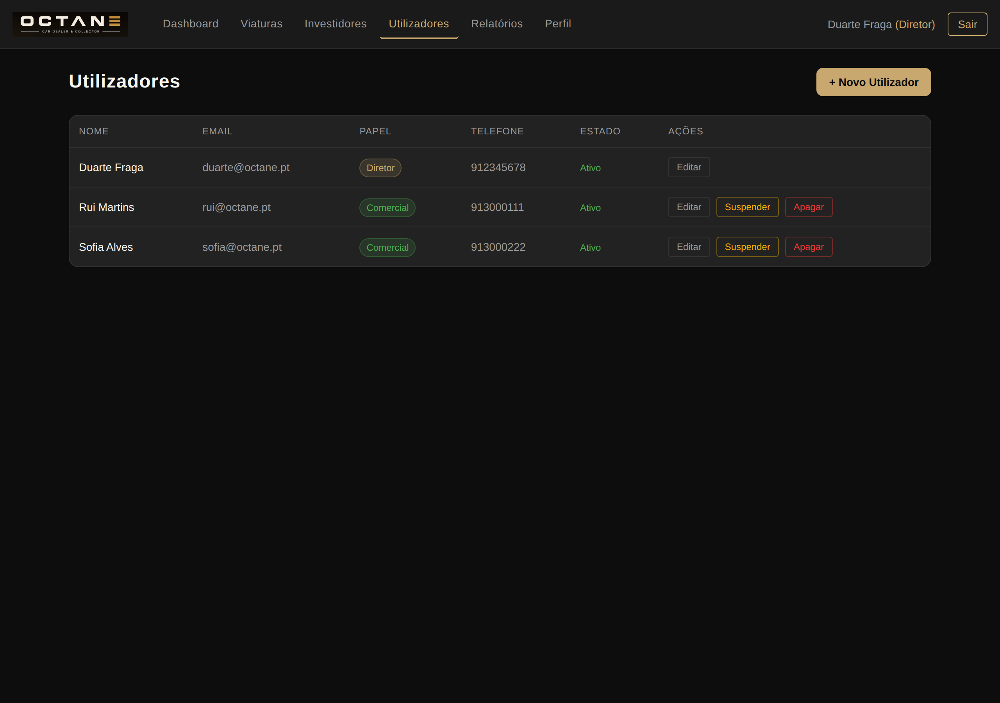 OCTANE
CAR DEALER & COLLECTOR
Dashboard Viaturas Investidores Utilizadores Relatórios Perfil
Duarte Fraga (Diretor) Sair
Utilizadores
+ Novo Utilizador
NOME EMAIL PAPEL TELEFONE ESTADO AÇÕES
Duarte Fraga duarte@octane.pt Diretor 912345678 Ativo Editar
Rui Martins rui@octane.pt Comercial 913000111 Ativo Editar Suspender Apagar
Sofia Alves sofia@octane.pt Comercial 913000222 Ativo Editar Suspender Apagar